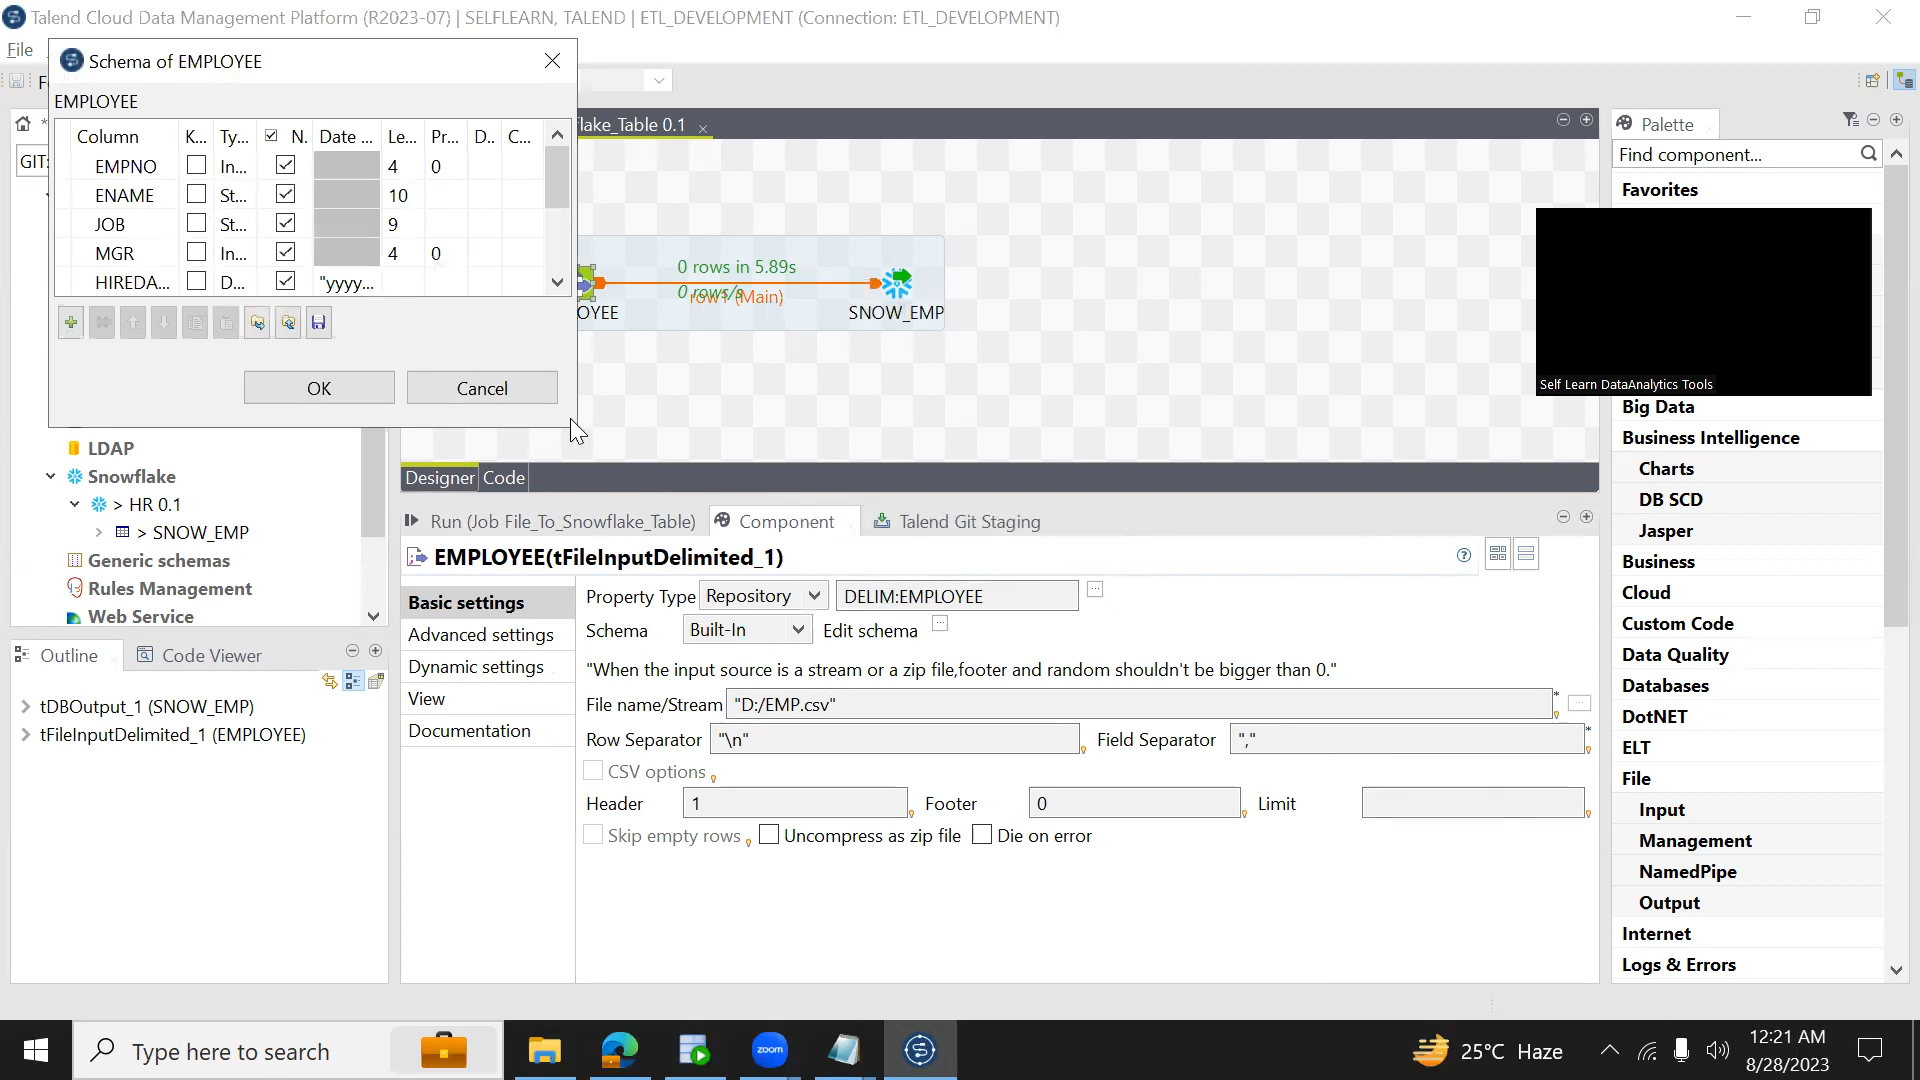 Talend Cloud Data Management Platform (R2023-07) | SELFLEARN, TALEND | ETL_DEVELOPMENT (Connection: ETL_DEVELOPMENT)
File
Schema of EMPLOYEE
EMPLOYEE
Column K... Ty... N. Date ... Le... Pr... D.. C...
EMPNO In... 4 0
ENAME St... 10
JOB St... 9
MGR In... 4 0
HIREDA... D... "yyyy...
OK Cancel
GIT:
LDAP
Snowflake
> HR 0.1
> SNOW_EMP
Generic schemas
Rules Management
Web Service
Outline Code Viewer
tDBOutput_1 (SNOW_EMP)
tFileInputDelimited_1 (EMPLOYEE)
flake_Table 0.1
0 rows in 5.89s
0 rows/s
row1 (Main)
OYEE
SNOW_EMP
Designer Code
Run (Job File_To_Snowflake_Table) Component Talend Git Staging
EMPLOYEE(tFileInputDelimited_1)
Basic settings
Advanced settings
Dynamic settings
View
Documentation
Property Type Repository DELIM:EMPLOYEE
Schema Built-In Edit schema
"When the input source is a stream or a zip file,footer and random shouldn't be bigger than 0."
File name/Stream "D:/EMP.csv" *
Row Separator "\n" Field Separator "," *
CSV options
Header 1 Footer 0 Limit
Skip empty rows Uncompress as zip file Die on error
Palette
Find component...
Favorites
Self Learn DataAnalytics Tools
Big Data
Business Intelligence
Charts
DB SCD
Jasper
Business
Cloud
Custom Code
Data Quality
Databases
DotNET
ELT
File
Input
Management
NamedPipe
Output
Internet
Logs & Errors
Type here to search
zoom
25°C Haze
12:21 AM
8/28/2023